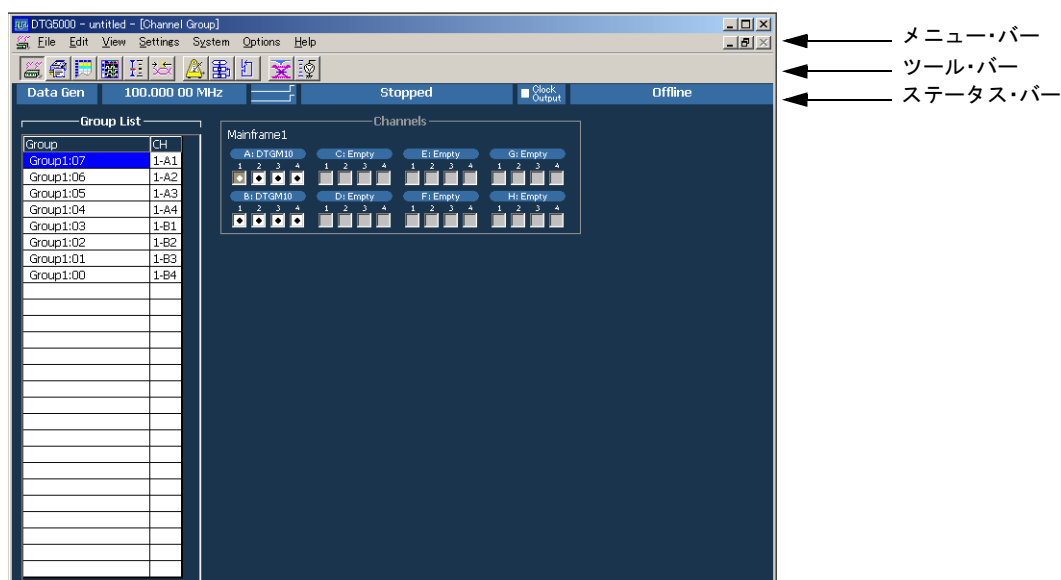 DTG5000 - untitled - [Channel Group]
File Edit View Settings System Options Help
メニュー・バー
ツール・バー
Data Gen 100.000 00 MHz Stopped Clock Output Offline
ステータス・バー
Group List
Group CH
Group1:07 1-A1
Group1:06 1-A2
Group1:05 1-A3
Group1:04 1-A4
Group1:03 1-B1
Group1:02 1-B2
Group1:01 1-B3
Group1:00 1-B4
Channels
Mainframe1
A: DTGM10 C: Empty E: Empty G: Empty
1 2 3 4 1 2 3 4 1 2 3 4 1 2 3 4
B: DTGM10 D: Empty F: Empty H: Empty
1 2 3 4 1 2 3 4 1 2 3 4 1 2 3 4